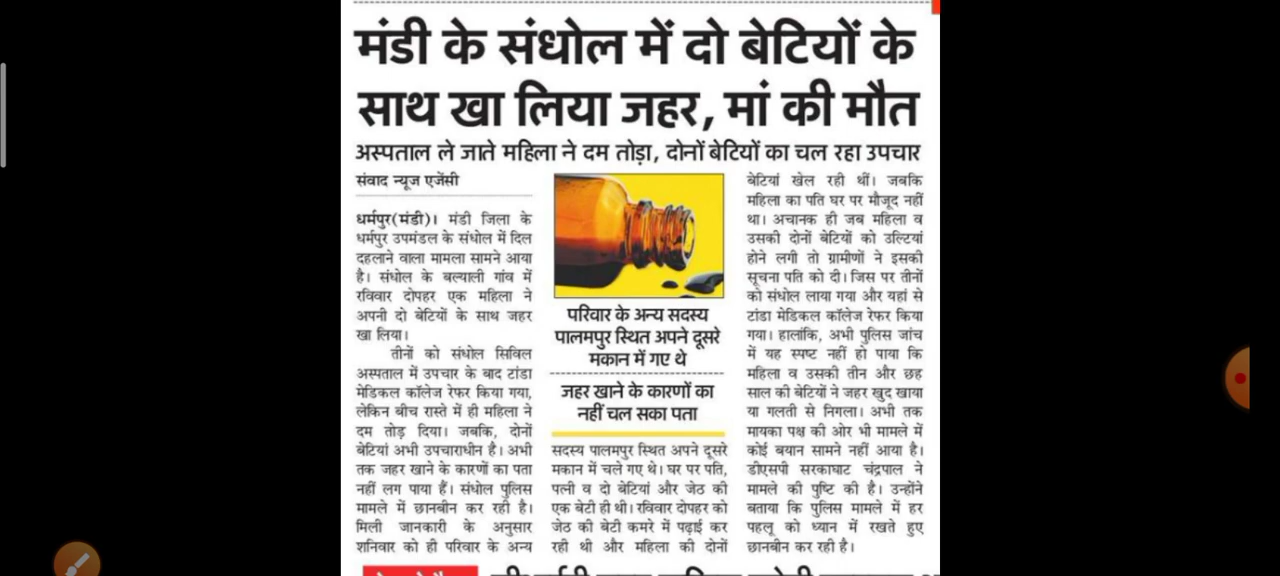 मंडी के संधोल में दो बेटियों के
साथ खा लिया जहर, मां की मौत
अस्पताल ले जाते महिला ने दम तोड़ा, दोनों बेटियों का चल रहा उपचार
संवाद न्यूज एजेंसी
धर्मपुर(मंडी)। मंडी जिला के
धर्मपुर उपमंडल के संधोल में दिल
दहलाने वाला मामला सामने आया
है। संधोल के बल्याली गांव में
रविवार दोपहर एक महिला ने
अपनी दो बेटियों के साथ जहर
खा लिया।
तीनों को संधोल सिविल
अस्पताल में उपचार के बाद टांडा
मेडिकल कॉलेज रेफर किया गया,
लेकिन बीच रास्ते में ही महिला ने
दम तोड़ दिया। जबकि, दोनों
बेटियां अभी उपचाराधीन है। अभी
तक जहर खाने के कारणों का पता
नहीं लग पाया हैं। संधोल पुलिस
मामले में छानबीन कर रही है।
मिली जानकारी के अनुसार
शनिवार को ही परिवार के अन्य
परिवार के अन्य सदस्य
पालमपुर स्थित अपने दूसरे
मकान में गए थे
जहर खाने के कारणों का
नहीं चल सका पता
सदस्य पालमपुर स्थित अपने दूसरे
मकान में चले गए थे। घर पर पति,
पत्नी व दो बेटियां और जेठ की
एक बेटी ही थी। रविवार दोपहर को
जेठ की बेटी कमरे में पढ़ाई कर
रही थी और महिला की दोनों
बेटियां खेल रही थीं। जबकि
महिला का पति घर पर मौजूद नहीं
था। अचानक ही जब महिला व
उसकी दोनों बेटियों को उल्टियां
होने लगी तो ग्रामीणों ने इसकी
सूचना पति को दी। जिस पर तीनों
को संधोल लाया गया और यहां से
टांडा मेडिकल कॉलेज रेफर किया
गया। हालांकि, अभी पुलिस जांच
में यह स्पष्ट नहीं हो पाया कि
महिला व उसकी तीन और छह
साल की बेटियों ने जहर खुद खाया
या गलती से निगला। अभी तक
मायका पक्ष की ओर भी मामले में
कोई बयान सामने नहीं आया है।
डीएसपी सरकाघाट चंद्रपाल ने
मामले की पुष्टि की है। उन्होंने
बताया कि पुलिस मामले में हर
पहलू को ध्यान में रखते हुए
छानबीन कर रही है।